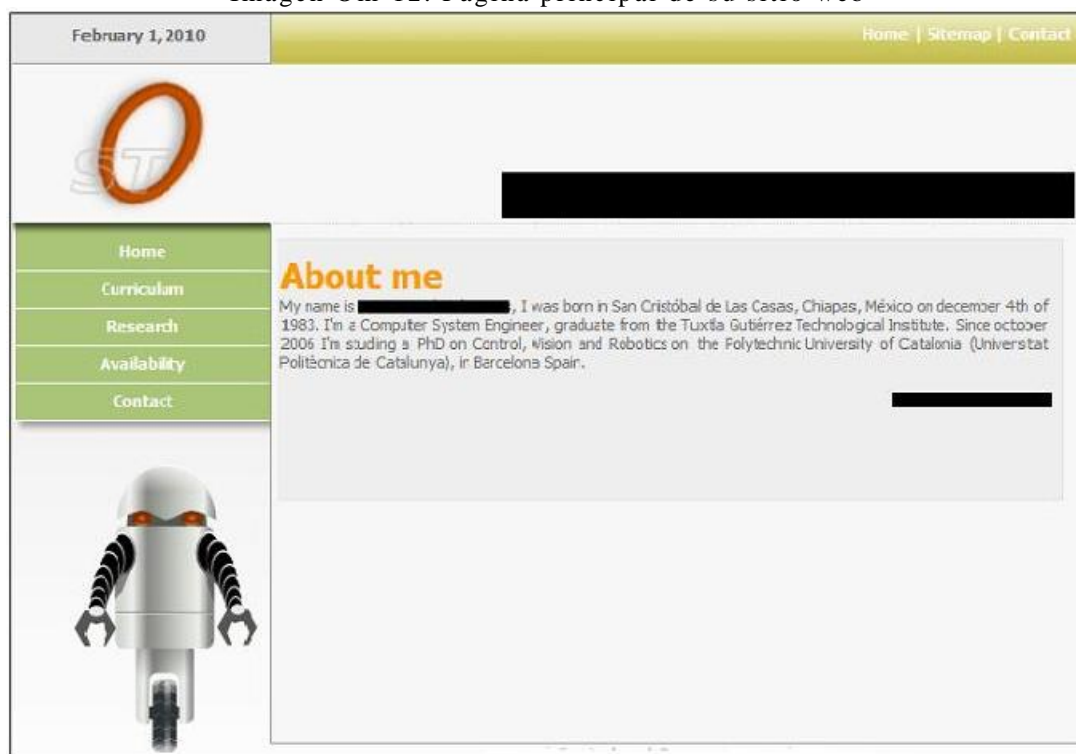 Imagen Om-12. Página principal de su sitio web
February 1, 2010
Home | Sitemap | Contact
ST
Home
Curriculum
Research
Availability
Contact
About me
My name is , I was born in San Cristóbal de Las Casas, Chiapas, México on december 4th of
1983. I'm a Computer System Engineer, graduate from the Tuxtla Gutiérrez Technological Institute. Since october
2006 I'm studing a PhD on Control, Vision and Robotics on the Polytechnic University of Catalonia (Universitat
Politècnica de Catalunya), in Barcelona Spain.